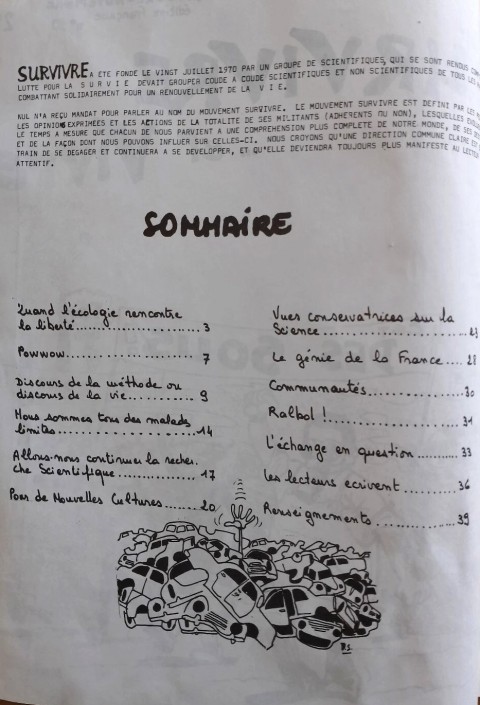 SURVIVRE A ETE FONDE LE VINGT JUILLET 1970 PAR UN GROUPE DE SCIENTIFIQUES, QUI SE SONT RENDUS
LUTTE POUR LA S U R V I E DEVAIT GROUPER COUDE A COUDE SCIENTIFIQUES ET NON SCIENTIFIQUES DE TOUS
COMBATTANT SOLIDAIREMENT POUR UN RENOUVELLEMENT DE LA V I E.
NUL N'A REÇU MANDAT POUR PARLER AU NOM DU MOUVEMENT SURVIVRE. LE MOUVEMENT SURVIVRE EST DEFINI PAR
LES OPINIONS EXPRIMEES ET LES ACTIONS DE LA TOTALITE DE SES MILITANTS (ADHERENTS OU NON), LESQUELLES
LE TEMPS A MESURE QUE CHACUN DE NOUS PARVIENT A UNE COMPREHENSION PLUS COMPLETE DE NOTRE MONDE, DE SES
ET DE LA FAÇON DONT NOUS POUVONS INFLUER SUR CELLES-CI. NOUS CROYONS QU'UNE DIRECTION COMMUNE CLAIRE EST
TRAIN DE SE DEGAGER ET CONTINUERA A SE DEVELOPPER, ET QU'ELLE DEVIENDRA TOUJOURS PLUS MANIFESTE AU LECTEUR
ATTENTIF.
SOMMAIRE
Quand l'écologie rencontre
la liberté.................... 3
Powwow........................ 7
Discours de la méthode ou
discours de la vie............ 9
Nous sommes tous des malads
limites....................... 14
Allons-nous continuer la recher
che Scientifique.............. 17
Poes de Nouvelles Cultures...... 20
Vues conservatrices sur la
Science....................... 23
Le génie de la France.... 28
Communautés.............. 30
Ralbol !................. 31
L'échange en question.......... 33
Les lecteurs ecrivent.......... 36
Renseignements............ 39